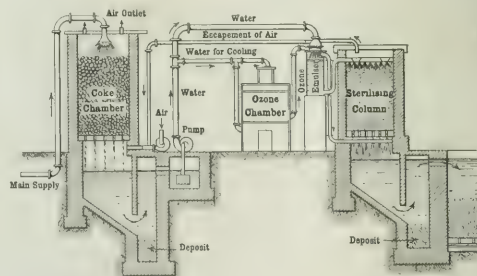 Air Outlet
Water
Escapement of Air
Water for Cooling
Coke
Chamber
Water
Air
Pump
Ozone
Chamber
Ozone
Emulser
Sterilising
Column
Main Supply
Deposit
Deposit